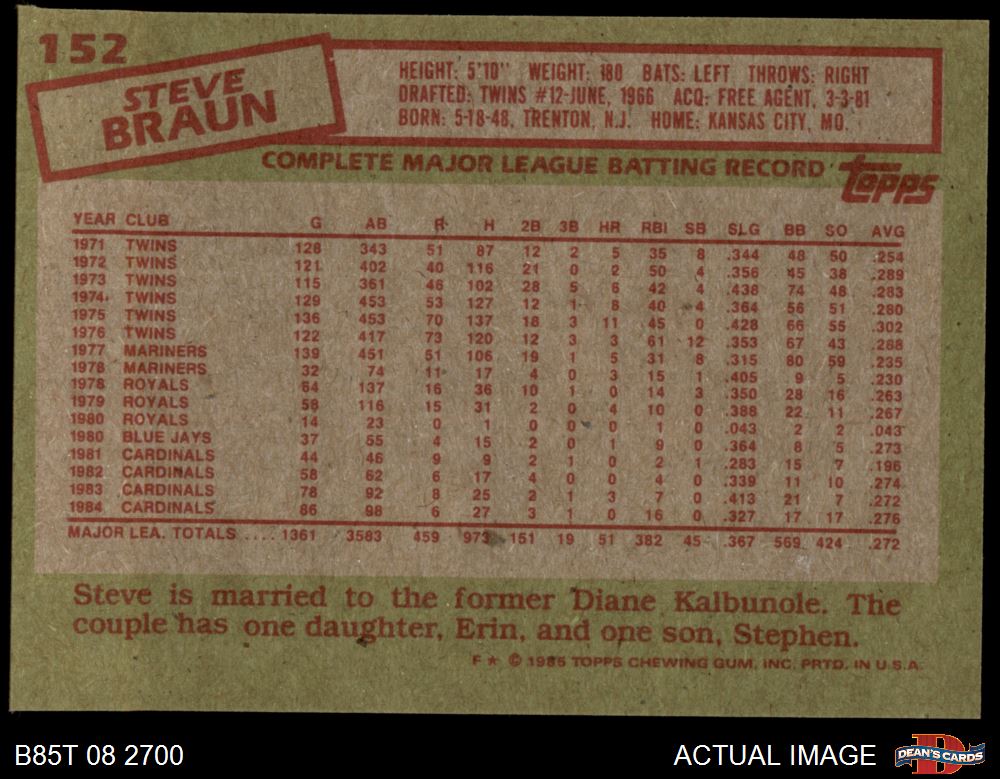 152
STEVE
BRAUN
HEIGHT: 5'10" WEIGHT: 180 BATS: LEFT THROWS: RIGHT
DRAFTED: TWINS #12-JUNE, 1966 ACQ: FREE AGENT, 3-3-81
BORN: 5-18-48, TRENTON, N.J. HOME: KANSAS CITY, MO.
COMPLETE MAJOR LEAGUE BATTING RECORD topps
YEAR CLUB G AB R H 2B 3B HR RBI SB SLG BB SO AVG
1971 TWINS 128 343 51 87 12 2 5 35 8 .344 48 50 .254
1972 TWINS 121 402 40 116 21 0 2 50 4 .356 45 38 .289
1973 TWINS 115 361 46 102 28 5 6 42 4 .438 74 48 .283
1974 TWINS 129 453 53 127 12 1 8 40 4 .364 56 51 .280
1975 TWINS 136 453 70 137 18 3 11 45 0 .428 66 55 .302
1976 TWINS 122 417 73 120 12 3 3 61 12 .353 67 43 .288
1977 MARINERS 139 451 51 106 19 1 5 31 8 .315 80 59 .235
1978 MARINERS 32 74 11 17 4 0 3 15 1 .405 9 5 .230
1978 ROYALS 64 137 16 36 10 1 0 14 3 .350 28 16 .263
1979 ROYALS 58 116 15 31 2 0 4 10 0 .388 22 11 .267
1980 ROYALS 14 23 0 1 0 0 0 1 0 .043 2 2 .043
1980 BLUE JAYS 37 55 4 15 2 0 1 9 0 .364 8 5 .273
1981 CARDINALS 44 46 9 9 2 1 0 2 1 .283 15 7 .196
1982 CARDINALS 58 62 6 17 4 0 0 4 0 .339 11 10 .274
1983 CARDINALS 78 92 8 25 2 1 3 7 0 .413 21 7 .272
1984 CARDINALS 86 98 6 27 3 1 0 16 0 .327 17 17 .276
MAJOR LEA. TOTALS .... 1361 3583 459 973 151 19 51 382 45 .367 569 424 .272
Steve is married to the former Diane Kalbunole. The
couple has one daughter, Erin, and one son, Stephen.
F ★ © 1985 TOPPS CHEWING GUM, INC. PRTD. IN U.S.A.
B85T 08 2700 ACTUAL IMAGE DEAN'S CARDS